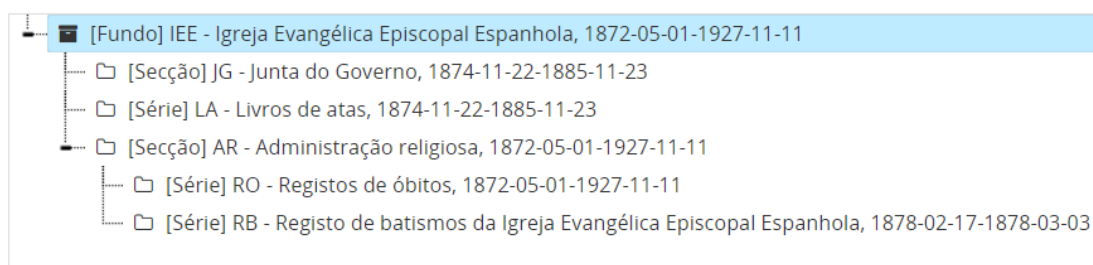 [Fundo] IEE - Igreja Evangélica Episcopal Espanhola, 1872-05-01-1927-11-11
[Secção] JG - Junta do Governo, 1874-11-22-1885-11-23
[Série] LA - Livros de atas, 1874-11-22-1885-11-23
[Secção] AR - Administração religiosa, 1872-05-01-1927-11-11
[Série] RO - Registos de óbitos, 1872-05-01-1927-11-11
[Série] RB - Registo de batismos da Igreja Evangélica Episcopal Espanhola, 1878-02-17-1878-03-03